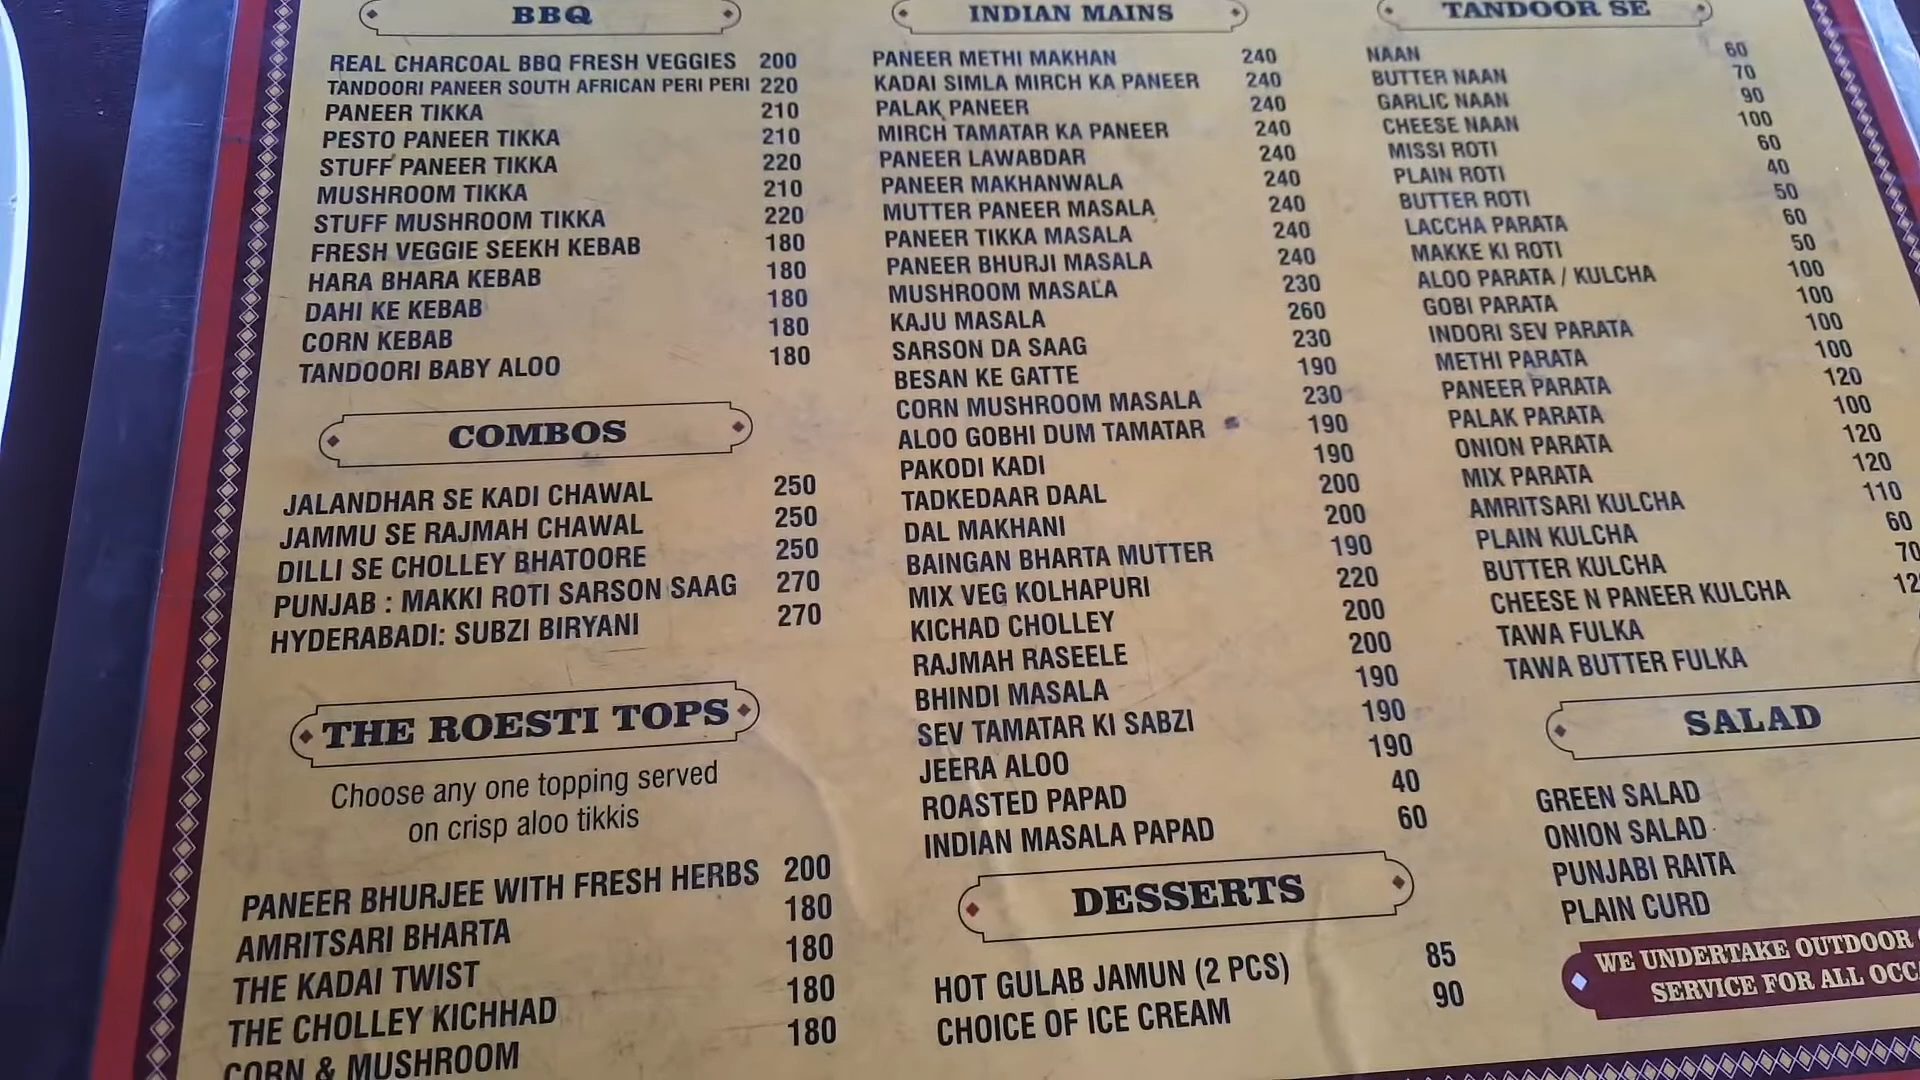 BBQ
REAL CHARCOAL BBQ FRESH VEGGIES 200
TANDOORI PANEER SOUTH AFRICAN PERI PERI 220
PANEER TIKKA 210
PESTO PANEER TIKKA 210
STUFF PANEER TIKKA 220
MUSHROOM TIKKA 210
STUFF MUSHROOM TIKKA 220
FRESH VEGGIE SEEKH KEBAB 180
HARA BHARA KEBAB 180
DAHI KE KEBAB 180
CORN KEBAB 180
TANDOORI BABY ALOO 180
COMBOS
JALANDHAR SE KADI CHAWAL 250
JAMMU SE RAJMAH CHAWAL 250
DILLI SE CHOLLEY BHATOORE 250
PUNJAB : MAKKI ROTI SARSON SAAG 270
HYDERABADI: SUBZI BIRYANI 270
THE ROESTI TOPS
Choose any one topping served
on crisp aloo tikkis
PANEER BHURJEE WITH FRESH HERBS 200
AMRITSARI BHARTA 180
THE KADAI TWIST 180
THE CHOLLEY KICHHAD 180
CORN & MUSHROOM 180
INDIAN MAINS
PANEER METHI MAKHAN 240
KADAI SIMLA MIRCH KA PANEER 240
PALAK PANEER 240
MIRCH TAMATAR KA PANEER 240
PANEER LAWABDAR 240
PANEER MAKHANWALA 240
MUTTER PANEER MASALA 240
PANEER TIKKA MASALA 240
PANEER BHURJI MASALA 240
MUSHROOM MASALA 230
KAJU MASALA 260
SARSON DA SAAG 230
BESAN KE GATTE 190
CORN MUSHROOM MASALA 230
ALOO GOBHI DUM TAMATAR 190
PAKODI KADI 190
TADKEDAAR DAAL 200
DAL MAKHANI 200
BAINGAN BHARTA MUTTER 190
MIX VEG KOLHAPURI 220
KICHAD CHOLLEY 200
RAJMAH RASEELE 200
BHINDI MASALA 190
SEV TAMATAR KI SABZI 190
JEERA ALOO 190
ROASTED PAPAD 40
INDIAN MASALA PAPAD 60
DESSERTS
HOT GULAB JAMUN (2 PCS) 85
CHOICE OF ICE CREAM 90
TANDOOR SE
NAAN 60
BUTTER NAAN 70
GARLIC NAAN 90
CHEESE NAAN 100
MISSI ROTI 60
PLAIN ROTI 40
BUTTER ROTI 50
LACCHA PARATA 60
MAKKE KI ROTI 50
ALOO PARATA / KULCHA 100
GOBI PARATA 100
INDORI SEV PARATA 100
METHI PARATA 100
PANEER PARATA 120
PALAK PARATA 100
ONION PARATA 120
MIX PARATA 120
AMRITSARI KULCHA 110
PLAIN KULCHA 60
BUTTER KULCHA 70
CHEESE N PANEER KULCHA
TAWA FULKA
TAWA BUTTER FULKA
SALAD
GREEN SALAD
ONION SALAD
PUNJABI RAITA
PLAIN CURD
WE UNDERTAKE OUTDOOR
SERVICE FOR ALL